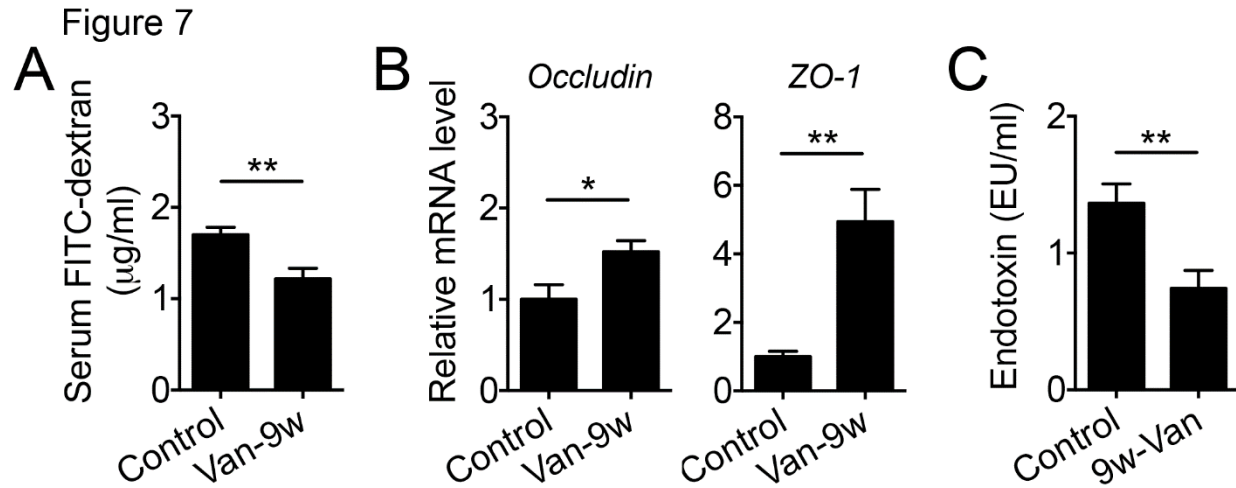 Figure 7
A
Serum FITC-dextran
(μg/ml)
3
2
1
0
**
Control
Van-9w
B
Relative mRNA level
Occludin
3
2
1
0
*
Control
Van-9w
ZO-1
8
6
4
2
0
**
Control
Van-9w
C
Endotoxin (EU/ml)
2
1
0
**
Control
9w-Van